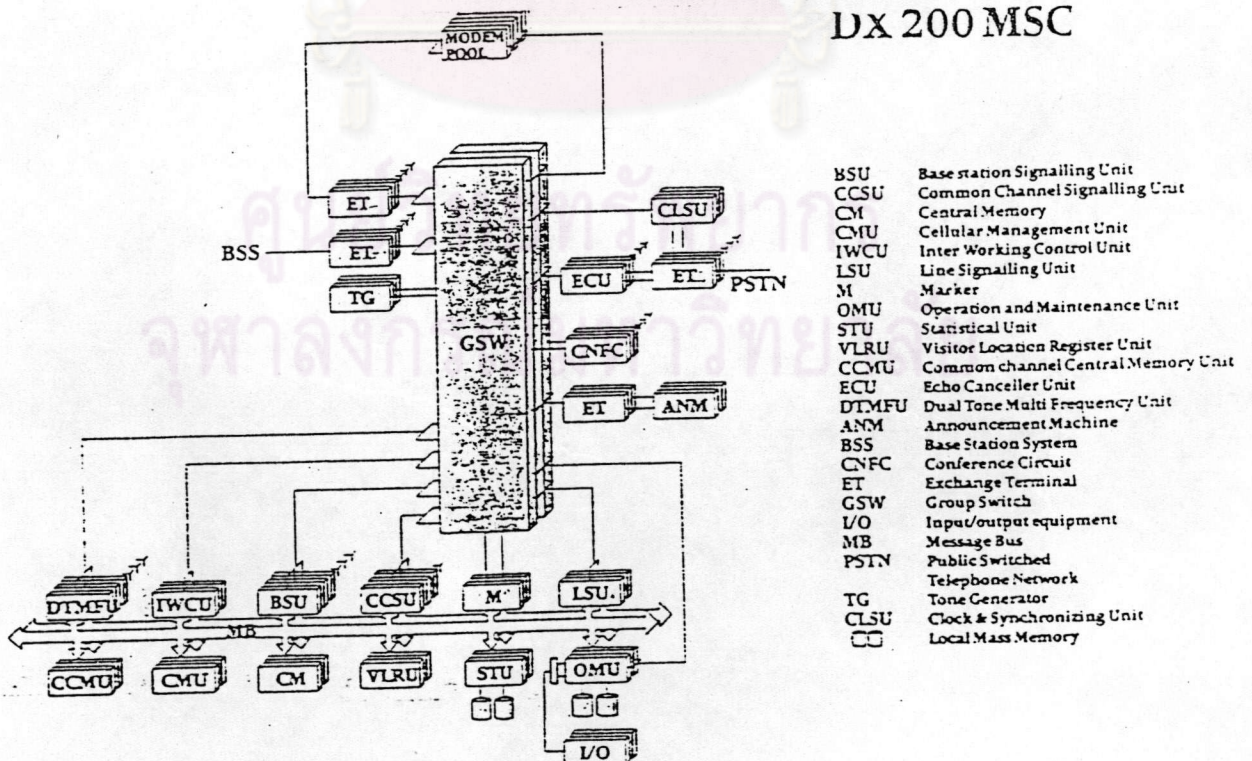 DX 200 MSC
MODEM
POOL
ET
BSS
ET
TG
GSW
CLSU
ECU
ET
PSTN
CNFC
ET
ANM
DTMFU
IWCU
BSU
CCSU
M
LSU
MB
CCMU
CMU
CM
VLRU
STU
OMU
I/O
BSU Base station Signalling Unit
CCSU Common Channel Signalling Unit
CM Central Memory
CMU Cellular Management Unit
IWCU Inter Working Control Unit
LSU Line Signalling Unit
M Marker
OMU Operation and Maintenance Unit
STU Statistical Unit
VLRU Visitor Location Register Unit
CCMU Common channel Central Memory Unit
ECU Echo Canceller Unit
DTMFU Dual Tone Multi Frequency Unit
ANM Announcement Machine
BSS Base Station System
CNFC Conference Circuit
ET Exchange Terminal
GSW Group Switch
I/O Input/output equipment
MB Message Bus
PSTN Public Switched
Telephone Network
TG Tone Generator
CLSU Clock & Synchronizing Unit
Local Mass Memory